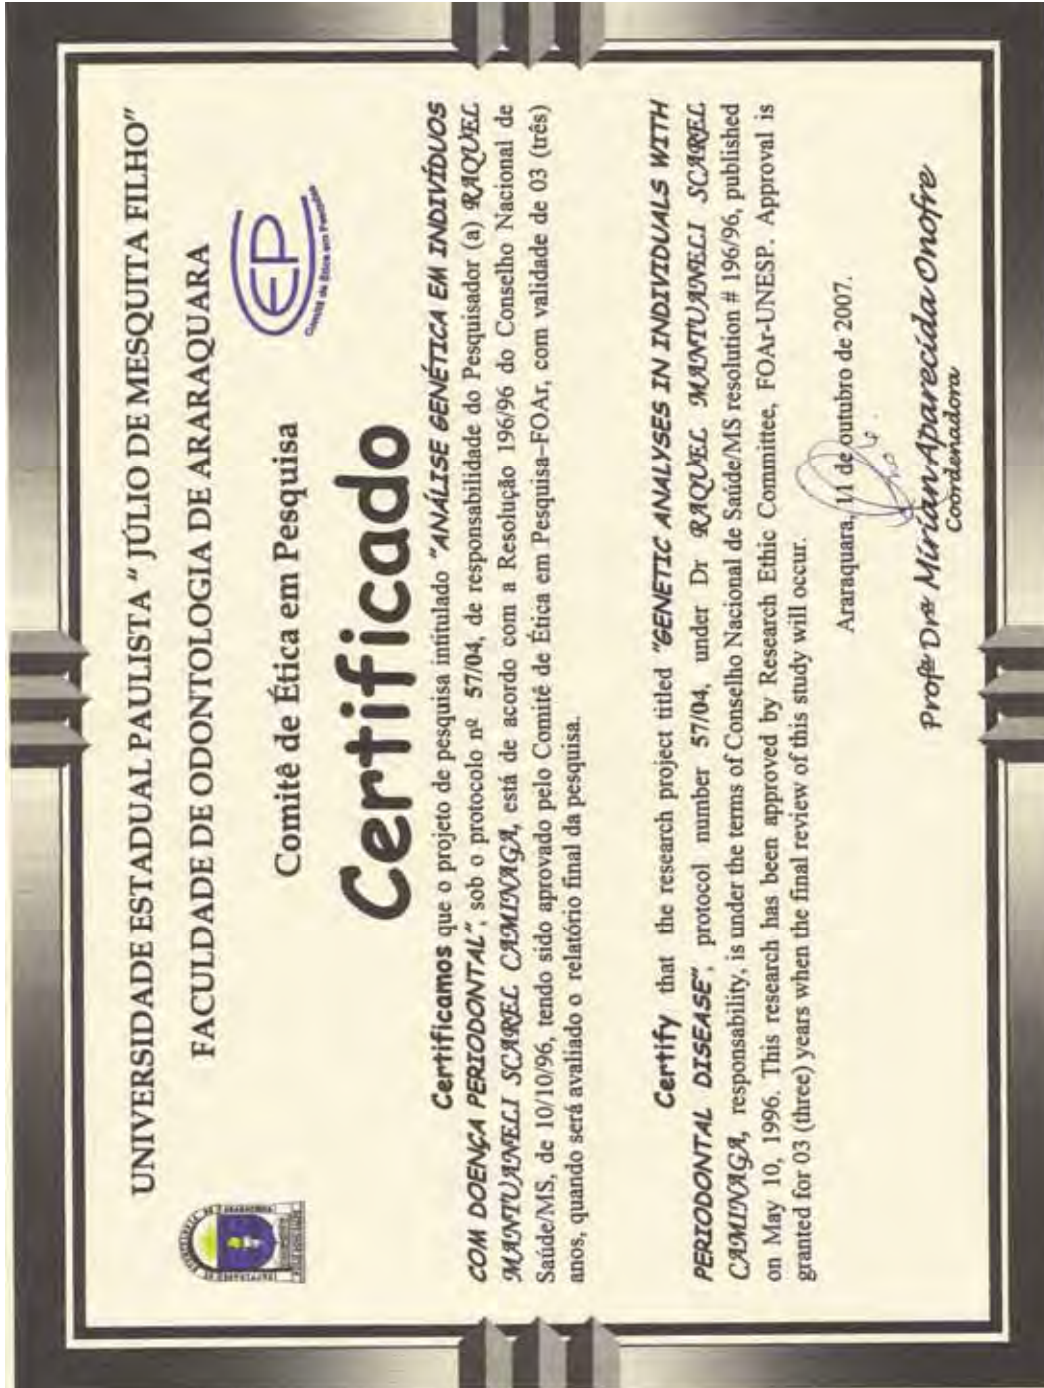 UNIVERSIDADE ESTADUAL PAULISTA “ JÚLIO DE MESQUITA FILHO”
FACULDADE DE ODONTOLOGIA DE ARARAQUARA
CEP
Comitê de Ética em Pesquisa
Comitê de Ética em Pesquisa
Certificado
Certificamos que o projeto de pesquisa intitulado "ANÁLISE GENÉTICA EM INDIVÍDUOS
COM DOENÇA PERIODONTAL", sob o protocolo nº 57/04, de responsabilidade do Pesquisador (a) RAQUEL
MANTUANELI SCAREL CAMINAGA, está de acordo com a Resolução 196/96 do Conselho Nacional de
Saúde/MS, de 10/10/96, tendo sido aprovado pelo Comitê de Ética em Pesquisa–FOAr, com validade de 03 (três)
anos, quando será avaliado o relatório final da pesquisa.
Certify that the research project titled "GENETIC ANALYSES IN INDIVIDUALS WITH
PERIODONTAL DISEASE", protocol number 57/04, under Dr RAQUEL MANTUANELI SCAREL
CAMINAGA, responsability, is under the terms of Conselho Nacional de Saúde/MS resolution # 196/96, published
on May 10, 1996. This research has been approved by Research Ethic Committee, FOAr-UNESP. Approval is
granted for 03 (three) years when the final review of this study will occur.
Araraquara, 11 de outubro de 2007.
Profª Drª Mirian Aparecida Onofre
Coordenadora